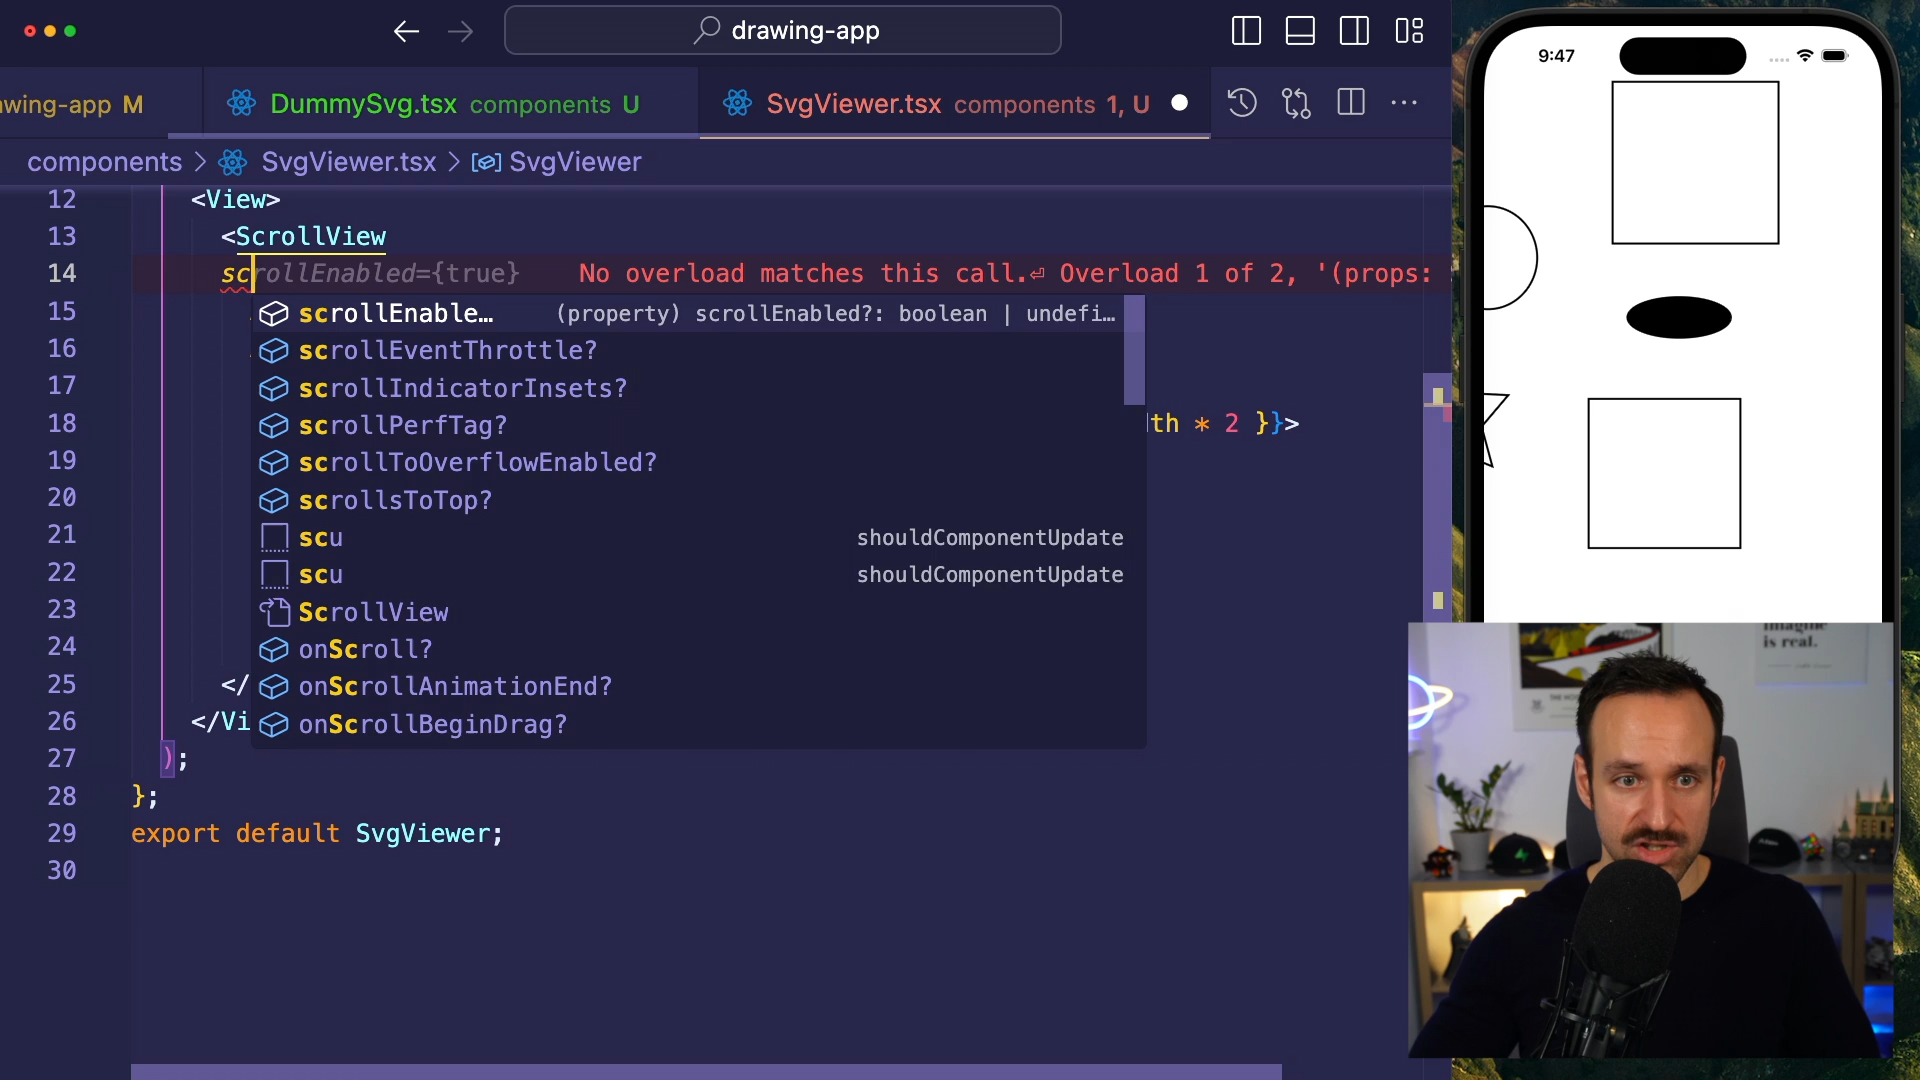 drawing-app
wing-app M
DummySvg.tsx components U
SvgViewer.tsx components 1, U
components > SvgViewer.tsx > SvgViewer
12 <View>
13 <ScrollView
14 scrollEnabled={true} No overload matches this call.⏎ Overload 1 of 2, '(props:
15
16
17
18 th * 2 }}>
19
20
21
22
23
24
25 </
26 </Vi
27 );
28 };
29 export default SvgViewer;
30
scrollEnable… (property) scrollEnabled?: boolean | undefi…
scrollEventThrottle?
scrollIndicatorInsets?
scrollPerfTag?
scrollToOverflowEnabled?
scrollsToTop?
scu shouldComponentUpdate
scu shouldComponentUpdate
ScrollView
onScroll?
onScrollAnimationEnd?
onScrollBeginDrag?
9:47
imagine
is real.